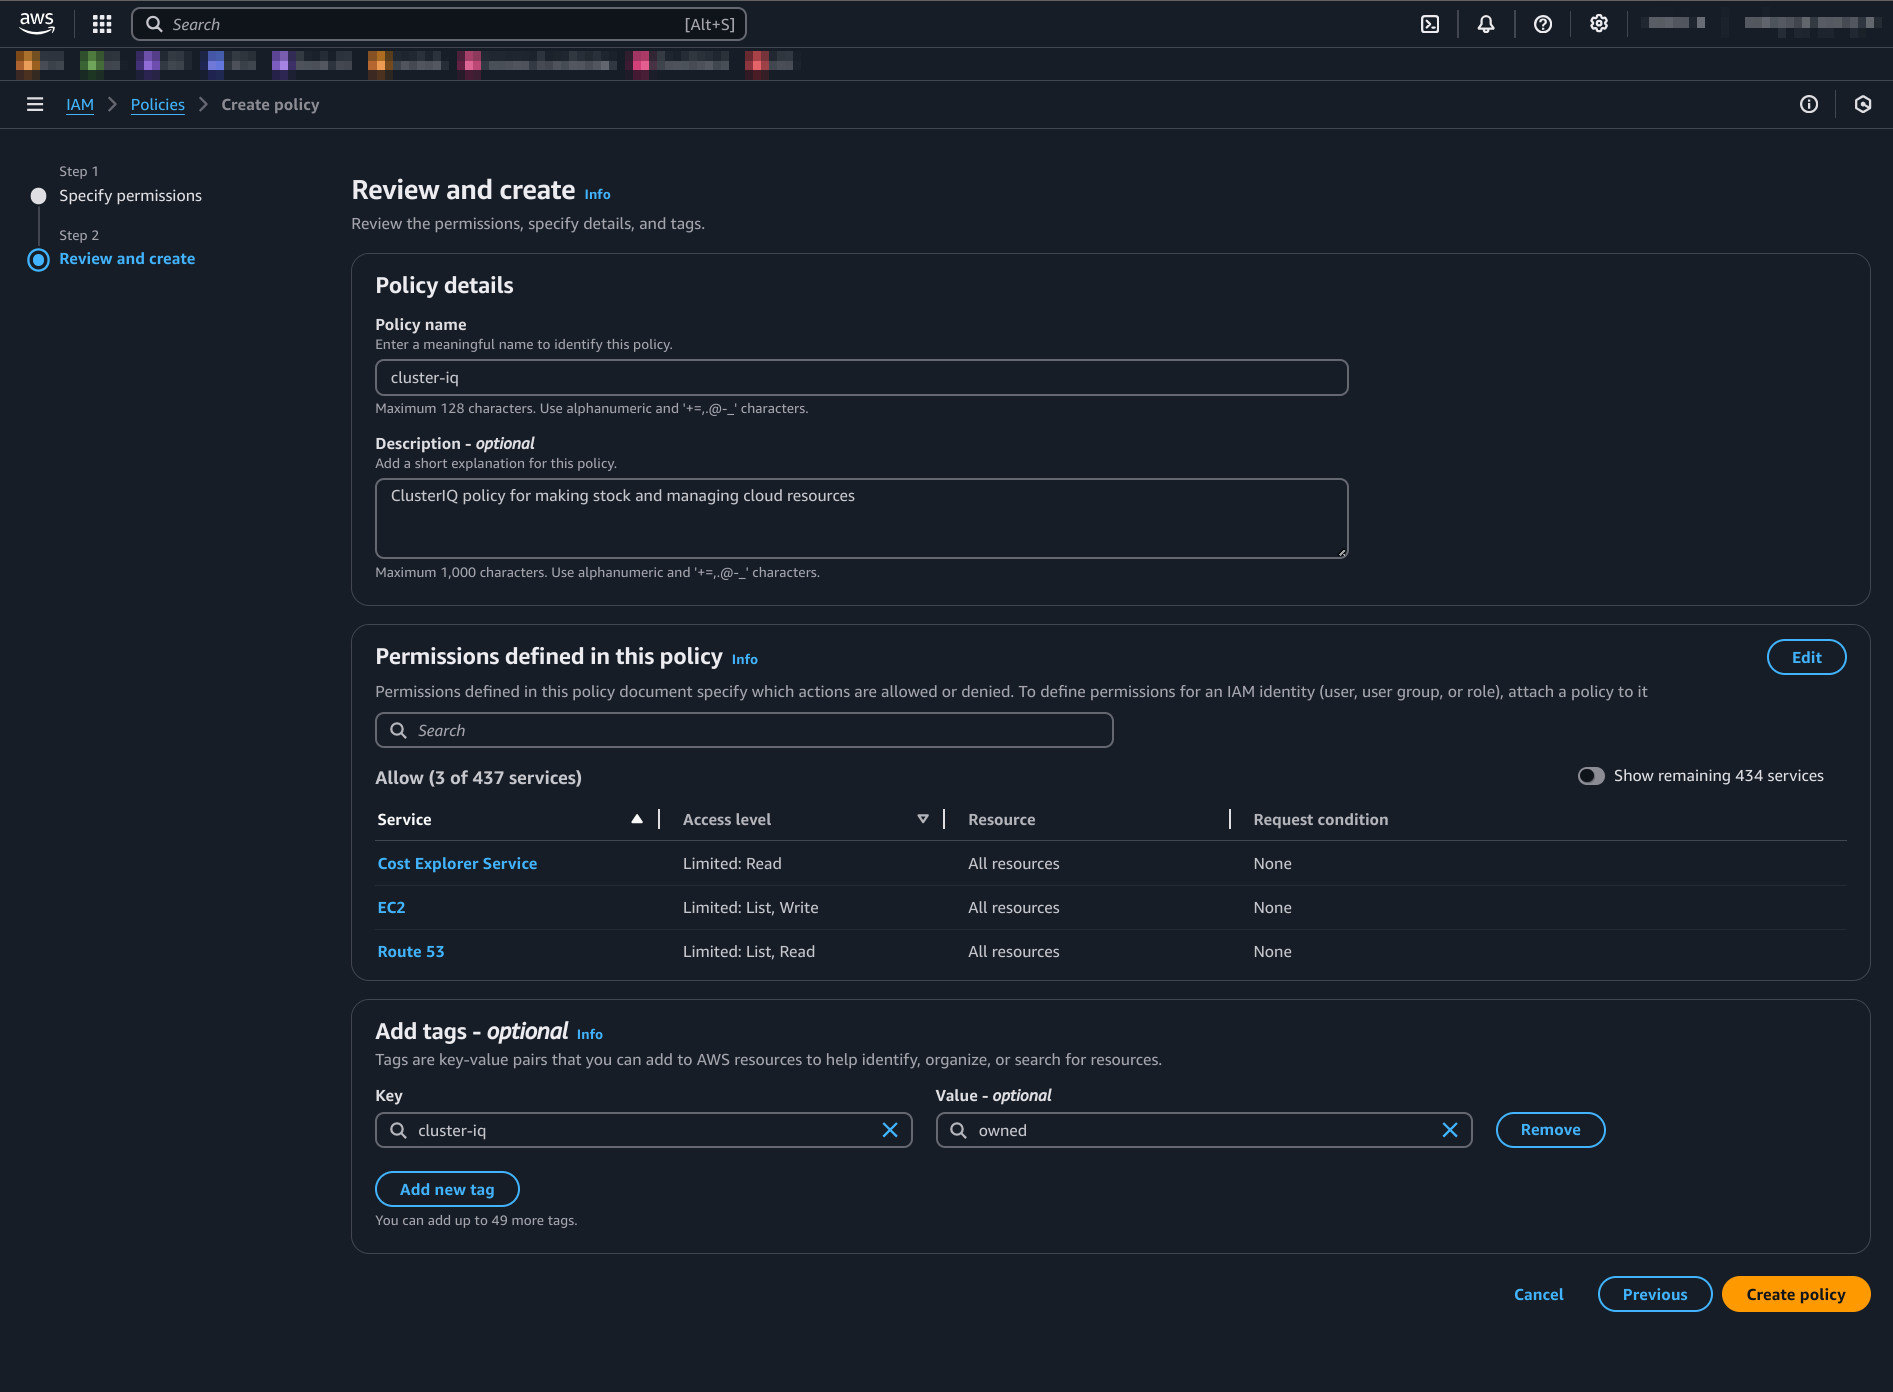 aws
Search [Alt+S]
IAM Policies Create policy
Step 1
Specify permissions
Step 2
Review and create
Review and create Info
Review the permissions, specify details, and tags.
Policy details
Policy name
Enter a meaningful name to identify this policy.
cluster-iq
Maximum 128 characters. Use alphanumeric and '+=,.@-_' characters.
Description - optional
Add a short explanation for this policy.
ClusterIQ policy for making stock and managing cloud resources
Maximum 1,000 characters. Use alphanumeric and '+=,.@-_' characters.
Permissions defined in this policy Info
Edit
Permissions defined in this policy document specify which actions are allowed or denied. To define permissions for an IAM identity (user, user group, or role), attach a policy to it
Search
Allow (3 of 437 services)
Show remaining 434 services
Service Access level Resource Request condition
Cost Explorer Service Limited: Read All resources None
EC2 Limited: List, Write All resources None
Route 53 Limited: List, Read All resources None
Add tags - optional Info
Tags are key-value pairs that you can add to AWS resources to help identify, organize, or search for resources.
Key Value - optional
cluster-iq owned Remove
Add new tag
You can add up to 49 more tags.
Cancel Previous Create policy